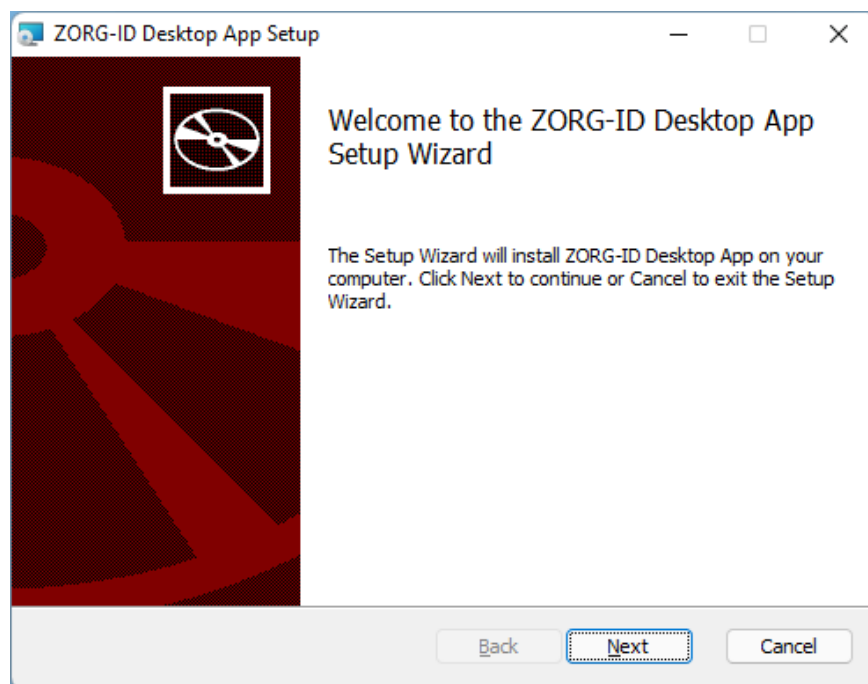 ZORG-ID Desktop App Setup
Welcome to the ZORG-ID Desktop App
Setup Wizard
The Setup Wizard will install ZORG-ID Desktop App on your
computer. Click Next to continue or Cancel to exit the Setup
Wizard.
Back
Next
Cancel